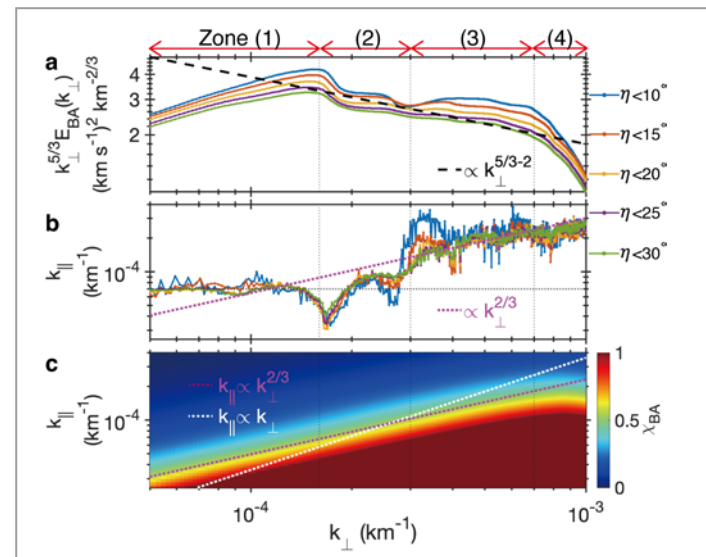 Zone (1) (2) (3) (4)
a
k⊥^5/3 E_BA(k⊥)
(km s⁻¹)² km⁻²/³
4
3
2
∝ k⊥^5/3-2
η<10°
η<15°
η<20°
η<25°
η<30°
b
k||
(km⁻¹)
10⁻⁴
∝ k⊥^2/3
c
k||
(km⁻¹)
10⁻⁴
k|| ∝ k⊥^2/3
k|| ∝ k⊥
1
0.5
0
χ_BA
10⁻⁴
10⁻³
k⊥ (km⁻¹)